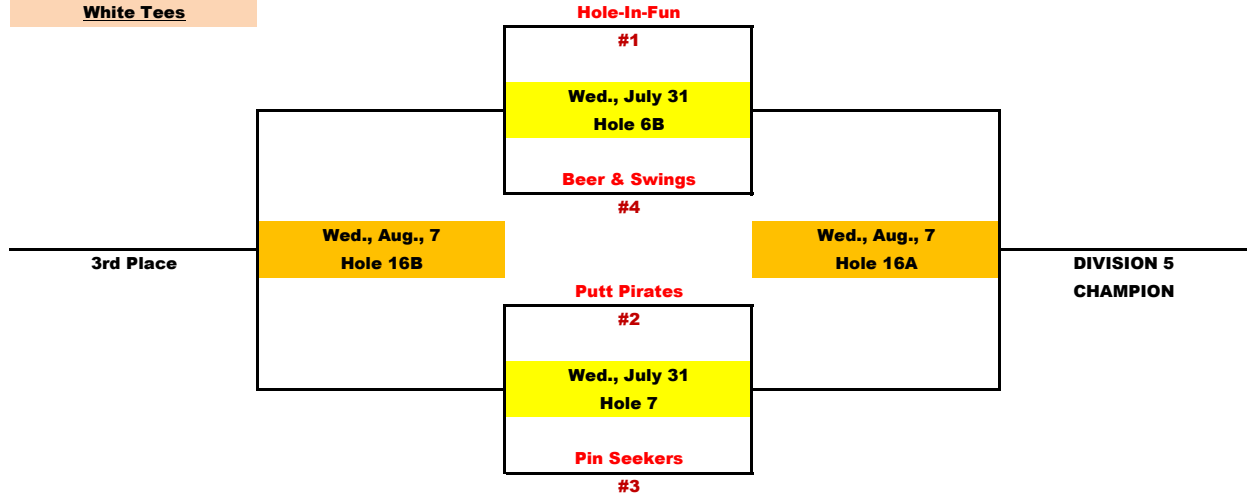 White Tees
Hole-In-Fun
#1
Wed., July 31
Hole 6B
Beer & Swings
#4
Wed., Aug., 7
Hole 16B
Wed., Aug., 7
Hole 16A
3rd Place
DIVISION 5
CHAMPION
Putt Pirates
#2
Wed., July 31
Hole 7
Pin Seekers
#3